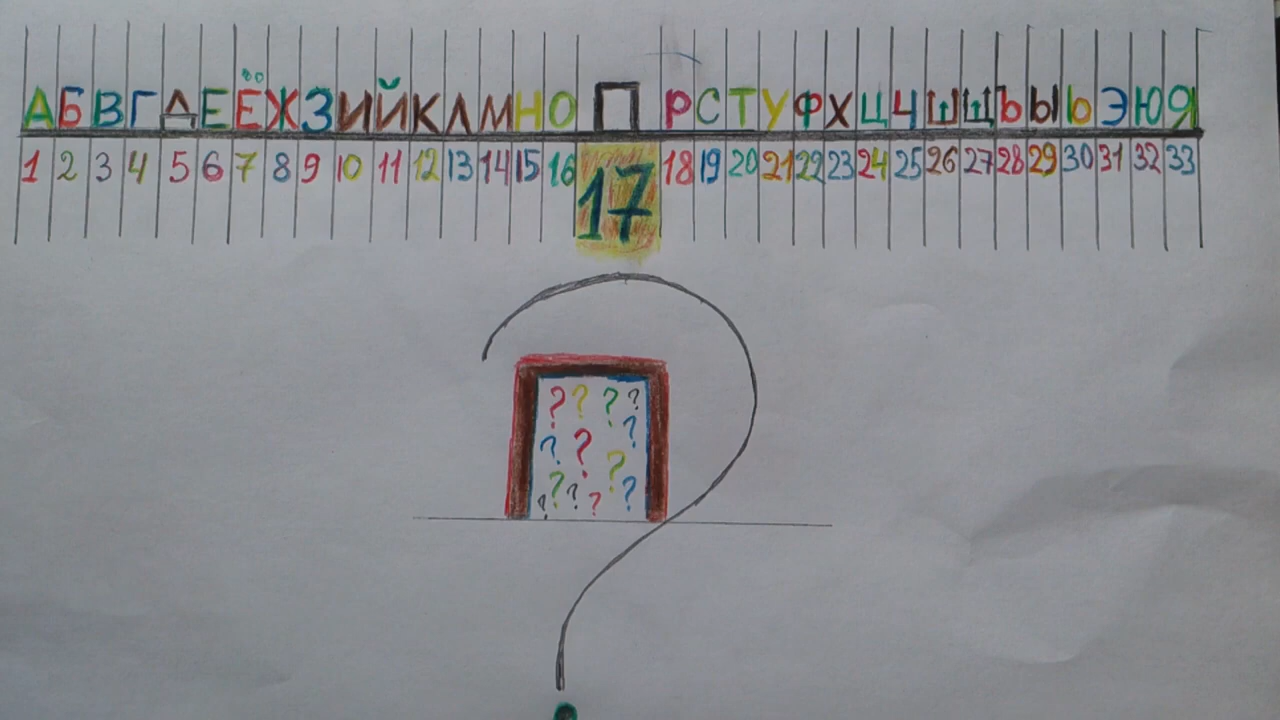 А Б В Г Д Е Ё Ж З И Й К Л М Н О П Р С Т У Ф Х Ц Ч Ш Щ Ъ Ы Ь Э Ю Я
1 2 3 4 5 6 7 8 9 10 11 12 13 14 15 16 17 18 19 20 21 22 23 24 25 26 27 28 29 30 31 32 33
? ? ? ?
? ? ?
? ? ?
? ? ? ?
?